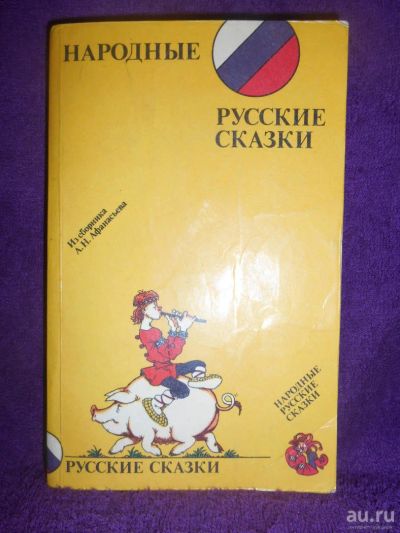 НАРОДНЫЕ
РУССКИЕ
СКАЗКИ
Из сборника
А. Н. Афанасьева
НАРОДНЫЕ
РУССКИЕ
СКАЗКИ
РУССКИЕ СКАЗКИ
au.ru